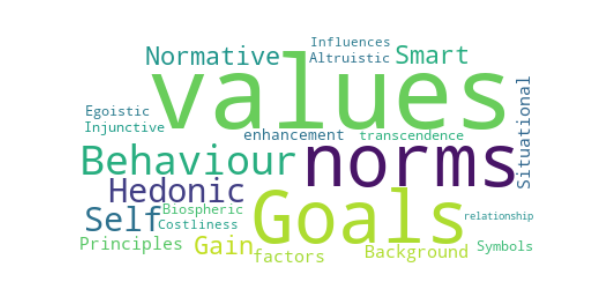 Influences
Normative
Altruistic
Smart
values
Situational
Egoistic
Injunctive
enhancement
transcendence
Behaviour
norms
Hedonic
Goals
Self
Biospheric
Costliness
relationship
Principles
Gain
factors
Background
Symbols